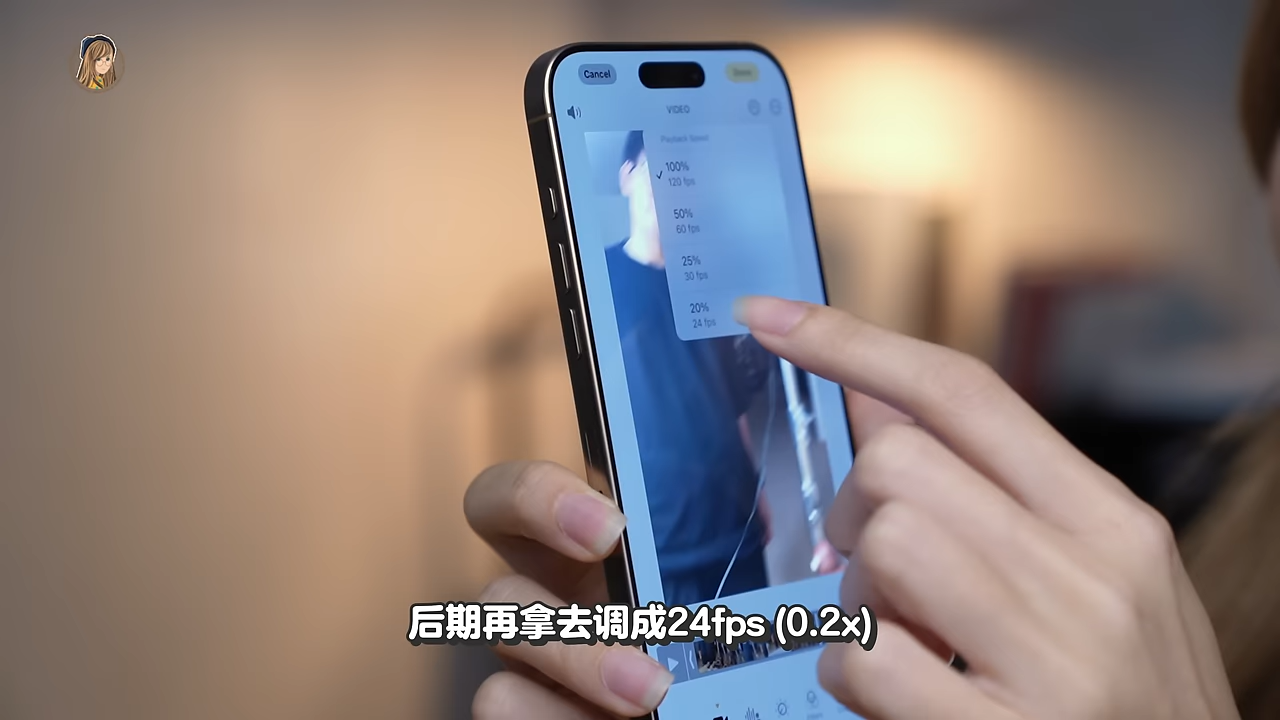 Cancel
Done
VIDEO
Playback Speed
100%
120 fps
50%
60 fps
25%
30 fps
20%
24 fps
后期再拿去调成24fps (0.2x)